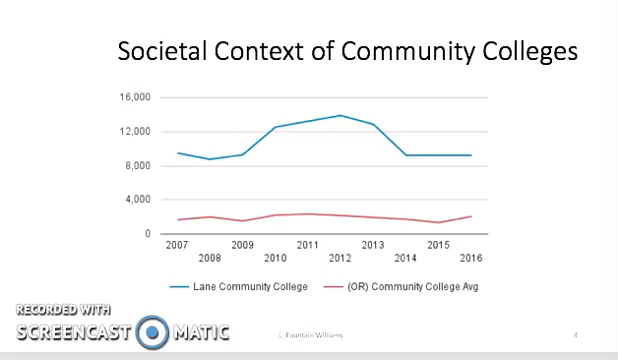 Societal Context of Community Colleges
16,000
12,000
8,000
4,000
0
2007 2009 2011 2013 2015
2008 2010 2012 2014 2016
Lane Community College (OR) Community College Avg
RECORDED WITH
SCREENCAST MATIC
L. Fountain Williams
4